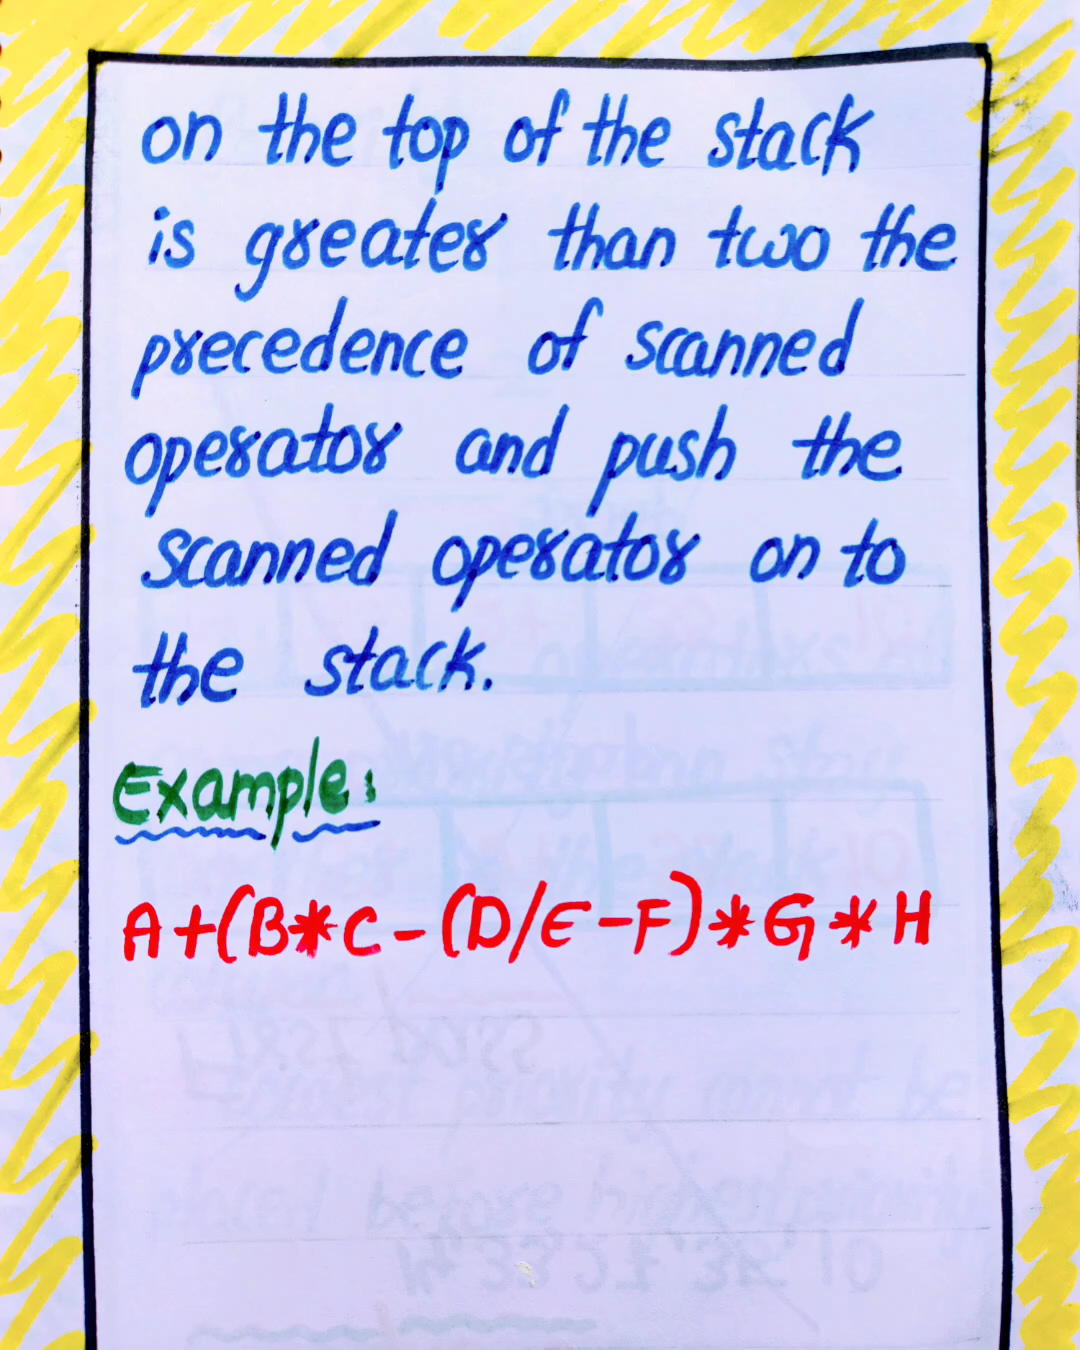 on the top of the stack
is greater than two the
precedence of scanned
operator and push the
scanned operator on to
the stack.
Example:
A+(B*C-(D/E-F)*G*H